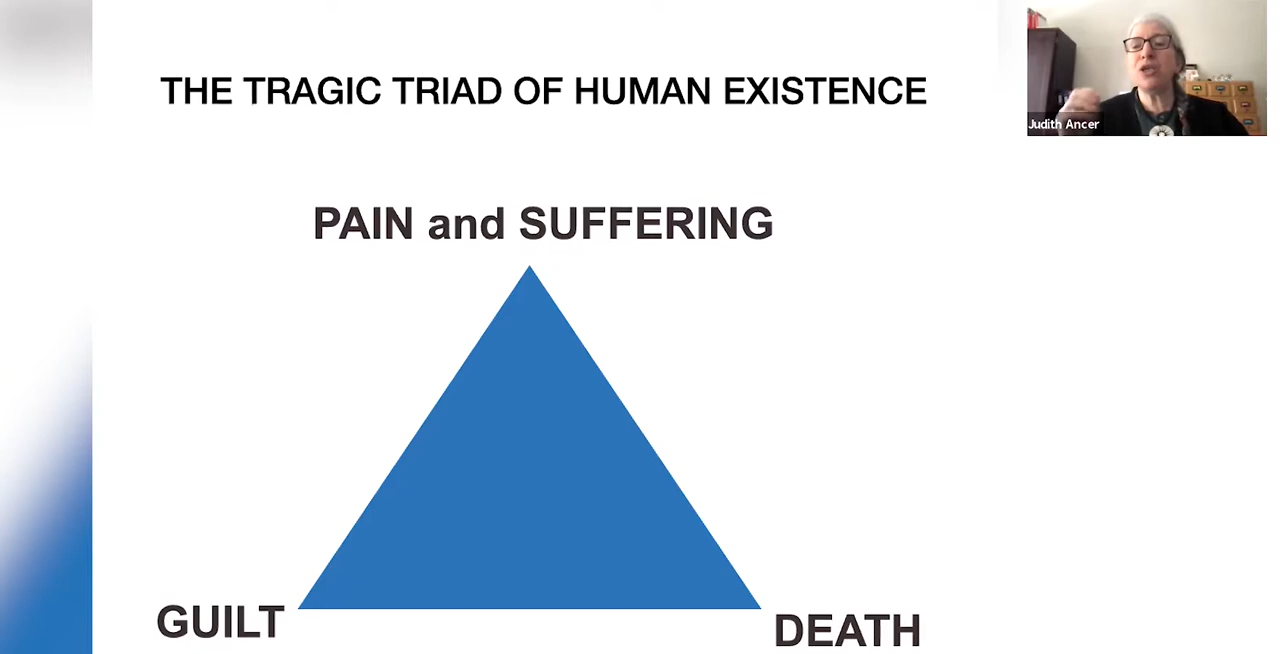 THE TRAGIC TRIAD OF HUMAN EXISTENCE
Judith Ancer
PAIN and SUFFERING
GUILT
DEATH